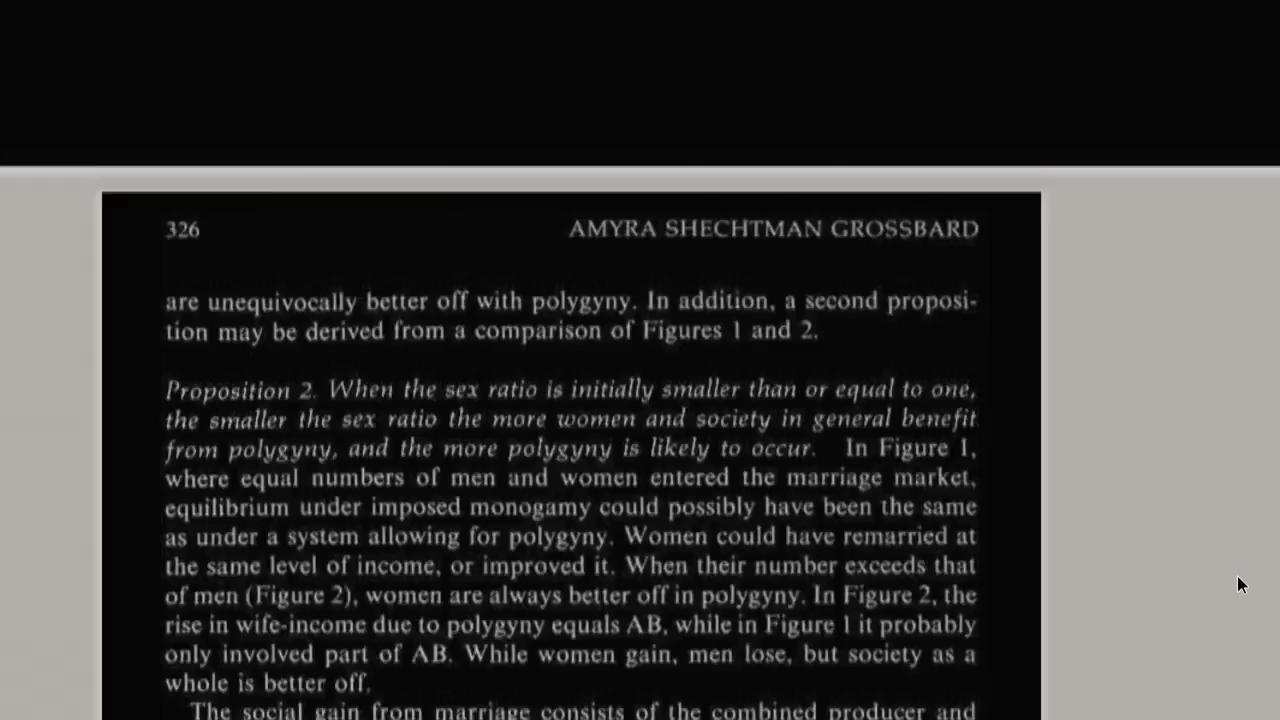 326 AMYRA SHECHTMAN GROSSBARD
are unequivocally better off with polygyny. In addition, a second proposi-
tion may be derived from a comparison of Figures 1 and 2.
Proposition 2. When the sex ratio is initially smaller than or equal to one,
the smaller the sex ratio the more women and society in general benefit
from polygyny, and the more polygyny is likely to occur. In Figure 1,
where equal numbers of men and women entered the marriage market,
equilibrium under imposed monogamy could possibly have been the same
as under a system allowing for polygyny. Women could have remarried at
the same level of income, or improved it. When their number exceeds that
of men (Figure 2), women are always better off in polygyny. In Figure 2, the
rise in wife-income due to polygyny equals AB, while in Figure 1 it probably
only involved part of AB. While women gain, men lose, but society as a
whole is better off.
The social gain from marriage consists of the combined producer and